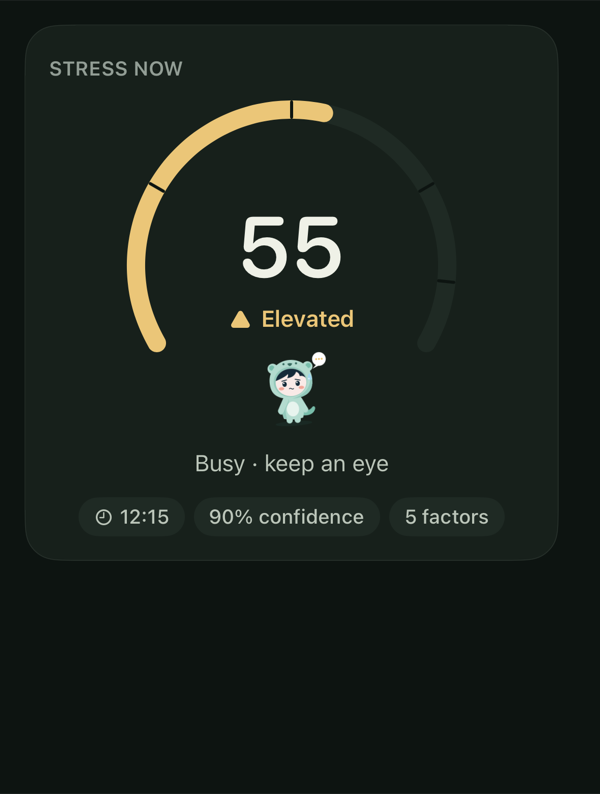 STRESS NOW
55
Elevated
Busy · keep an eye
12:15
90% confidence
5 factors